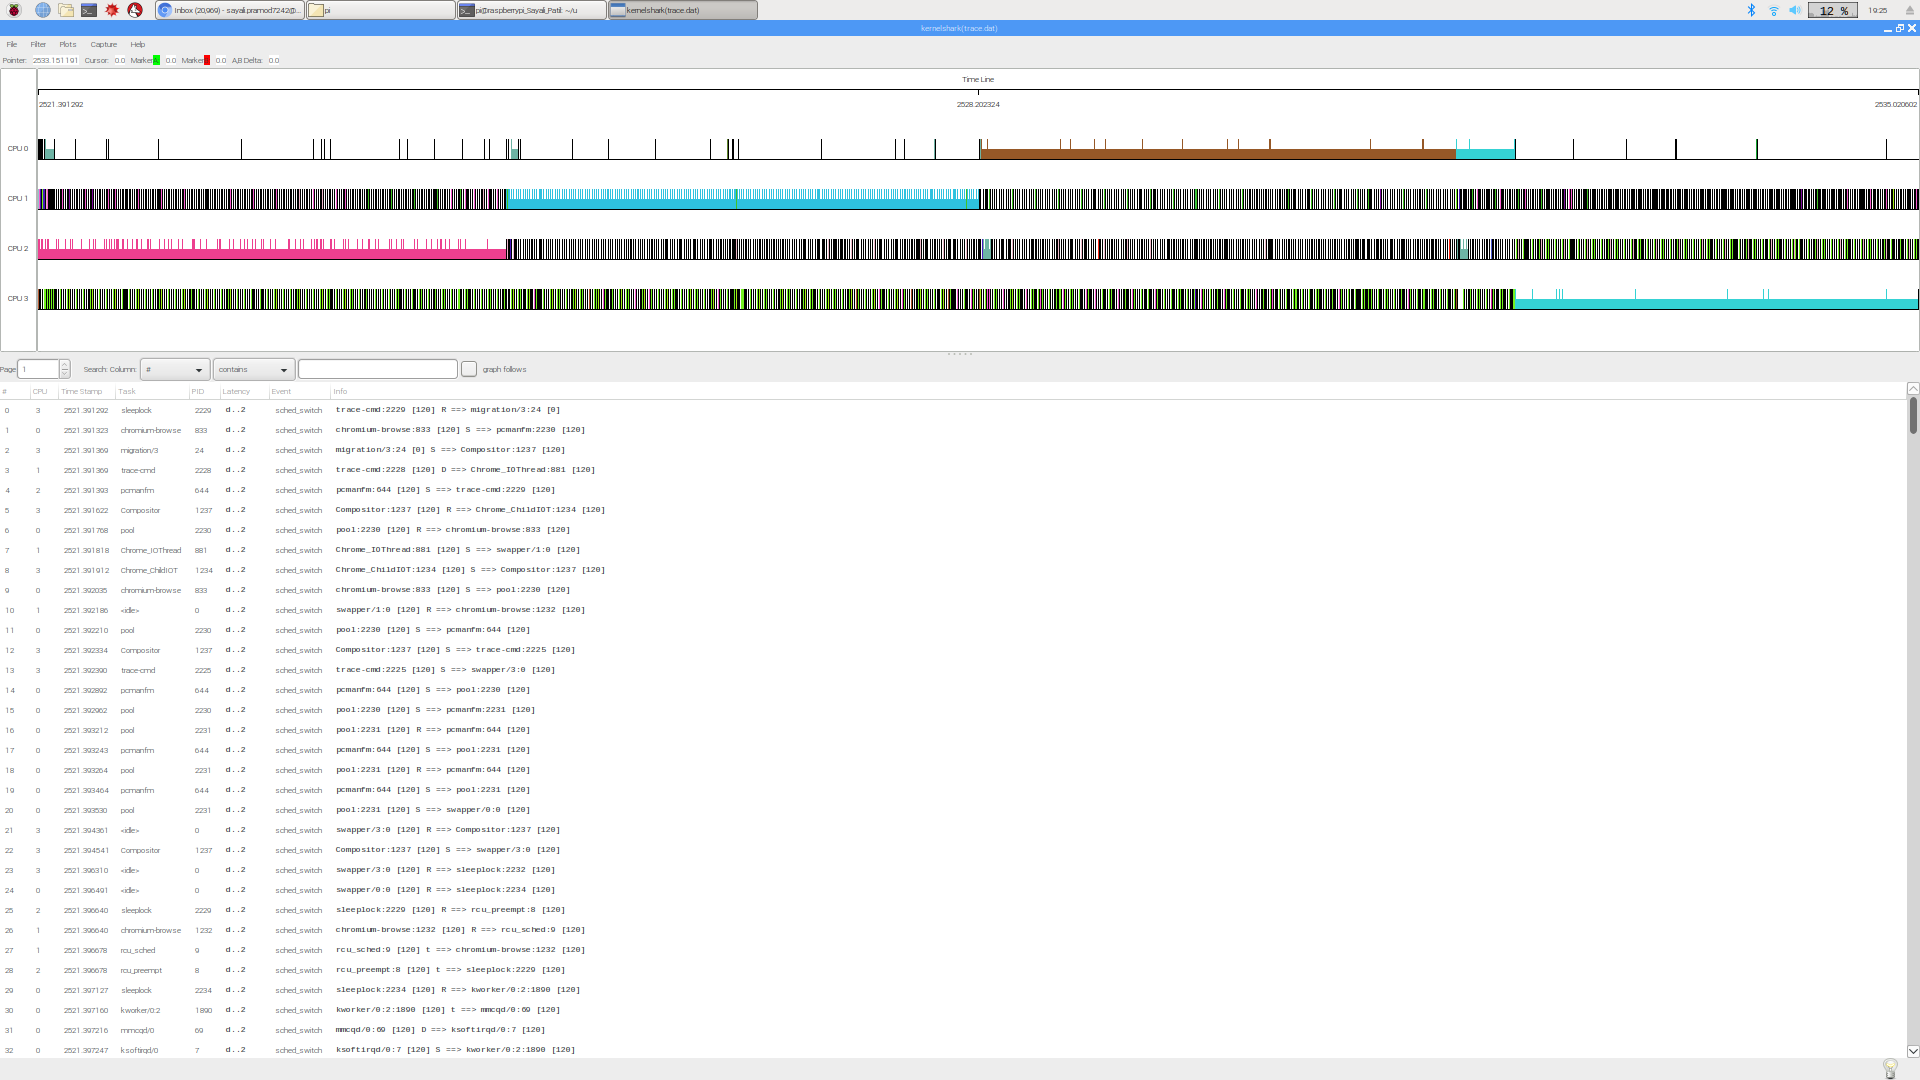 Inbox (20,969) - sayali.pramod7242@... pi pi@raspberrypi_Sayali_Patil: ~/u kernelshark(trace.dat) 12 % 19:25
kernelshark(trace.dat)
File Filter Plots Capture Help
Pointer: 2533.151191 Cursor: 0.0 Marker A: 0.0 Marker B: 0.0 A,B Delta: 0.0
Time Line
2521.391292 2528.202324 2535.020602
CPU 0
CPU 1
CPU 2
CPU 3
Page 1 Search: Column: # contains graph follows
# CPU Time Stamp Task PID Latency Event Info
0 3 2521.391292 sleeplock 2229 d..2 sched_switch trace-cmd:2229 [120] R ==> migration/3:24 [0]
1 0 2521.391323 chromium-browse 833 d..2 sched_switch chromium-browse:833 [120] S ==> pcmanfm:2230 [120]
2 3 2521.391369 migration/3 24 d..2 sched_switch migration/3:24 [0] S ==> Compositor:1237 [120]
3 1 2521.391369 trace-cmd 2228 d..2 sched_switch trace-cmd:2228 [120] D ==> Chrome_IOThread:881 [120]
4 2 2521.391393 pcmanfm 644 d..2 sched_switch pcmanfm:644 [120] S ==> trace-cmd:2229 [120]
5 3 2521.391622 Compositor 1237 d..2 sched_switch Compositor:1237 [120] R ==> Chrome_ChildIOT:1234 [120]
6 0 2521.391768 pool 2230 d..2 sched_switch pool:2230 [120] R ==> chromium-browse:833 [120]
7 1 2521.391818 Chrome_IOThread 881 d..2 sched_switch Chrome_IOThread:881 [120] S ==> swapper/1:0 [120]
8 3 2521.391912 Chrome_ChildIOT 1234 d..2 sched_switch Chrome_ChildIOT:1234 [120] S ==> Compositor:1237 [120]
9 0 2521.392035 chromium-browse 833 d..2 sched_switch chromium-browse:833 [120] S ==> pool:2230 [120]
10 1 2521.392186 <idle> 0 d..2 sched_switch swapper/1:0 [120] R ==> chromium-browse:1232 [120]
11 0 2521.392210 pool 2230 d..2 sched_switch pool:2230 [120] S ==> pcmanfm:644 [120]
12 3 2521.392334 Compositor 1237 d..2 sched_switch Compositor:1237 [120] S ==> trace-cmd:2225 [120]
13 3 2521.392390 trace-cmd 2225 d..2 sched_switch trace-cmd:2225 [120] S ==> swapper/3:0 [120]
14 0 2521.392892 pcmanfm 644 d..2 sched_switch pcmanfm:644 [120] S ==> pool:2230 [120]
15 0 2521.392962 pool 2230 d..2 sched_switch pool:2230 [120] S ==> pcmanfm:2231 [120]
16 0 2521.393212 pool 2231 d..2 sched_switch pool:2231 [120] R ==> pcmanfm:644 [120]
17 0 2521.393243 pcmanfm 644 d..2 sched_switch pcmanfm:644 [120] S ==> pool:2231 [120]
18 0 2521.393264 pool 2231 d..2 sched_switch pool:2231 [120] R ==> pcmanfm:644 [120]
19 0 2521.393464 pcmanfm 644 d..2 sched_switch pcmanfm:644 [120] S ==> pool:2231 [120]
20 0 2521.393530 pool 2231 d..2 sched_switch pool:2231 [120] S ==> swapper/0:0 [120]
21 3 2521.394361 <idle> 0 d..2 sched_switch swapper/3:0 [120] R ==> Compositor:1237 [120]
22 3 2521.394541 Compositor 1237 d..2 sched_switch Compositor:1237 [120] S ==> swapper/3:0 [120]
23 3 2521.396310 <idle> 0 d..2 sched_switch swapper/3:0 [120] R ==> sleeplock:2232 [120]
24 0 2521.396491 <idle> 0 d..2 sched_switch swapper/0:0 [120] R ==> sleeplock:2234 [120]
25 2 2521.396640 sleeplock 2229 d..2 sched_switch sleeplock:2229 [120] R ==> rcu_preempt:8 [120]
26 1 2521.396640 chromium-browse 1232 d..2 sched_switch chromium-browse:1232 [120] R ==> rcu_sched:9 [120]
27 1 2521.396678 rcu_sched 9 d..2 sched_switch rcu_sched:9 [120] t ==> chromium-browse:1232 [120]
28 2 2521.396678 rcu_preempt 8 d..2 sched_switch rcu_preempt:8 [120] t ==> sleeplock:2229 [120]
29 0 2521.397127 sleeplock 2234 d..2 sched_switch sleeplock:2234 [120] R ==> kworker/0:2:1890 [120]
30 0 2521.397160 kworker/0:2 1890 d..2 sched_switch kworker/0:2:1890 [120] t ==> mmcqd/0:69 [120]
31 0 2521.397216 mmcqd/0 69 d..2 sched_switch mmcqd/0:69 [120] D ==> ksoftirqd/0:7 [120]
32 0 2521.397247 ksoftirqd/0 7 d..2 sched_switch ksoftirqd/0:7 [120] S ==> kworker/0:2:1890 [120]